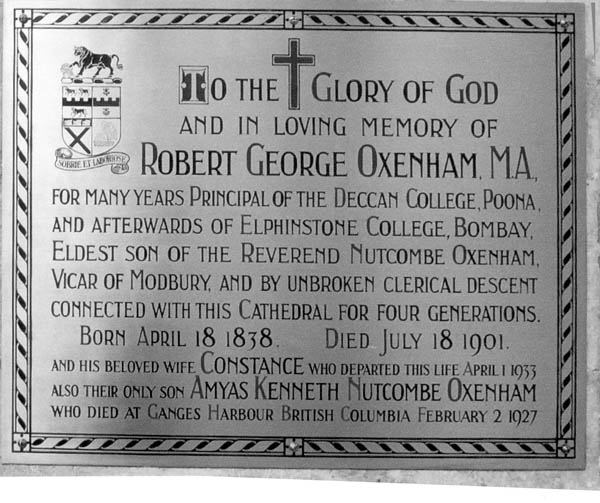 TO THE GLORY OF GOD
AND IN LOVING MEMORY OF
ROBERT GEORGE OXENHAM, M.A.,
FOR MANY YEARS PRINCIPAL OF THE DECCAN COLLEGE, POONA,
AND AFTERWARDS OF ELPHINSTONE COLLEGE, BOMBAY,
ELDEST SON OF THE REVEREND NUTCOMBE OXENHAM,
VICAR OF MODBURY, AND BY UNBROKEN CLERICAL DESCENT
CONNECTED WITH THIS CATHEDRAL FOR FOUR GENERATIONS.
BORN APRIL 18 1838. DIED JULY 18 1901.
AND HIS BELOVED WIFE CONSTANCE WHO DEPARTED THIS LIFE APRIL 1 1933
ALSO THEIR ONLY SON AMYAS KENNETH NUTCOMBE OXENHAM
WHO DIED AT GANGES HARBOUR BRITISH COLUMBIA FEBRUARY 2 1927
SOBRIE ET LABORIOSE